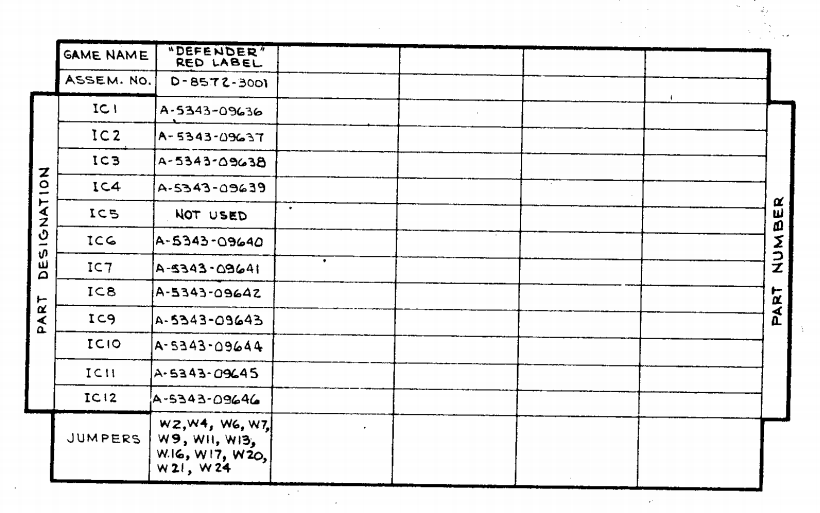 GAME NAME "DEFENDER"
RED LABEL
ASSEM. NO. D-8572-3001
PART DESIGNATION
IC1 A-5343-09636
IC2 A-5343-09637
IC3 A-5343-09638
IC4 A-5343-09639
IC5 NOT USED
IC6 A-5343-09640
IC7 A-5343-09641
IC8 A-5343-09642
IC9 A-5343-09643
IC10 A-5343-09644
IC11 A-5343-09645
IC12 A-5343-09646
PART NUMBER
JUMPERS W2,W4, W6, W7,
W9, W11, W13,
W16, W17, W20,
W21, W24